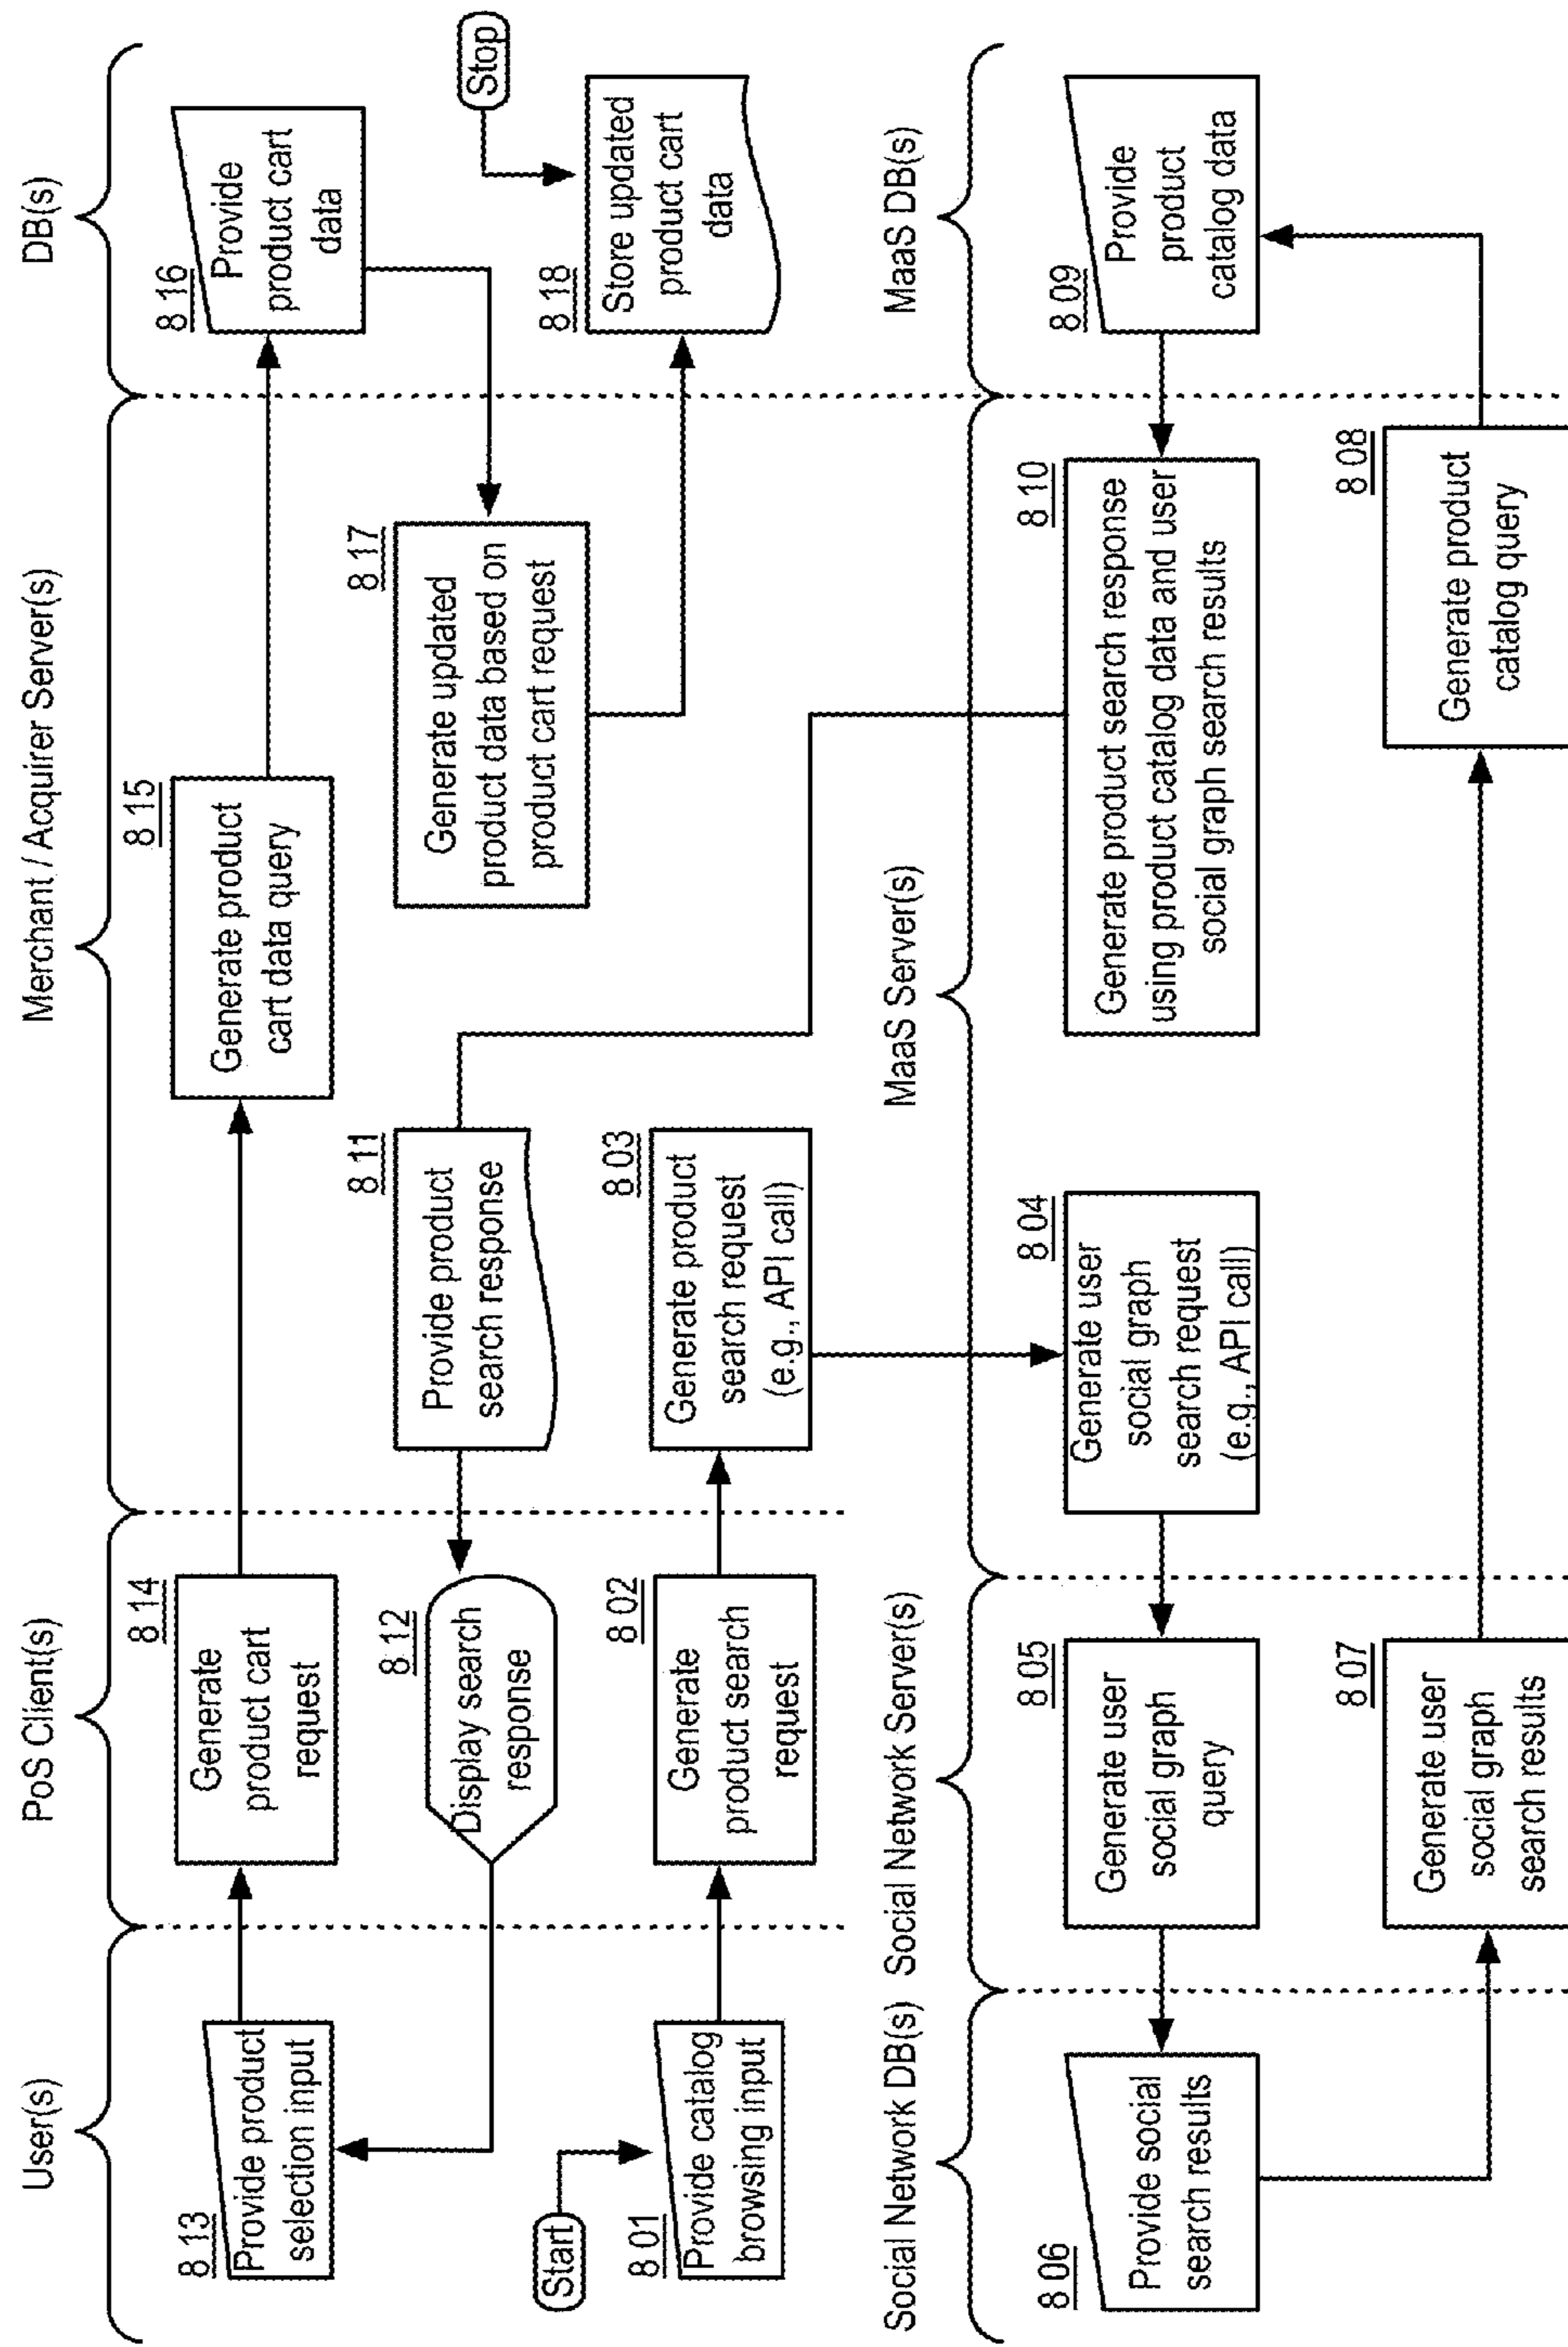 User(s)
PoS Client(s)
Merchant / Acquirer Server(s)
DB(s)
8 13
Provide product
selection input
8 14
Generate
product cart
request
8 15
Generate product
cart data query
8 16
Provide
product cart
data
8 12
Display search
response
8 11
Provide product
search response
8 17
Generate updated
product data based on
product cart request
Stop
8 18
Store updated
product cart
data
Start
8 01
Provide catalog
browsing input
8 02
Generate
product search
request
8 03
Generate product
search request
(e.g., API call)
Social Network DB(s)
Social Network Server(s)
MaaS Server(s)
MaaS DB(s)
8 06
Provide social
search results
8 05
Generate user
social graph
query
8 04
Generate user
social graph
search request
(e.g., API call)
8 10
Generate product search response
using product catalog data and user
social graph search results
8 09
Provide
product
catalog data
8 07
Generate user
social graph
search results
8 08
Generate product
catalog query